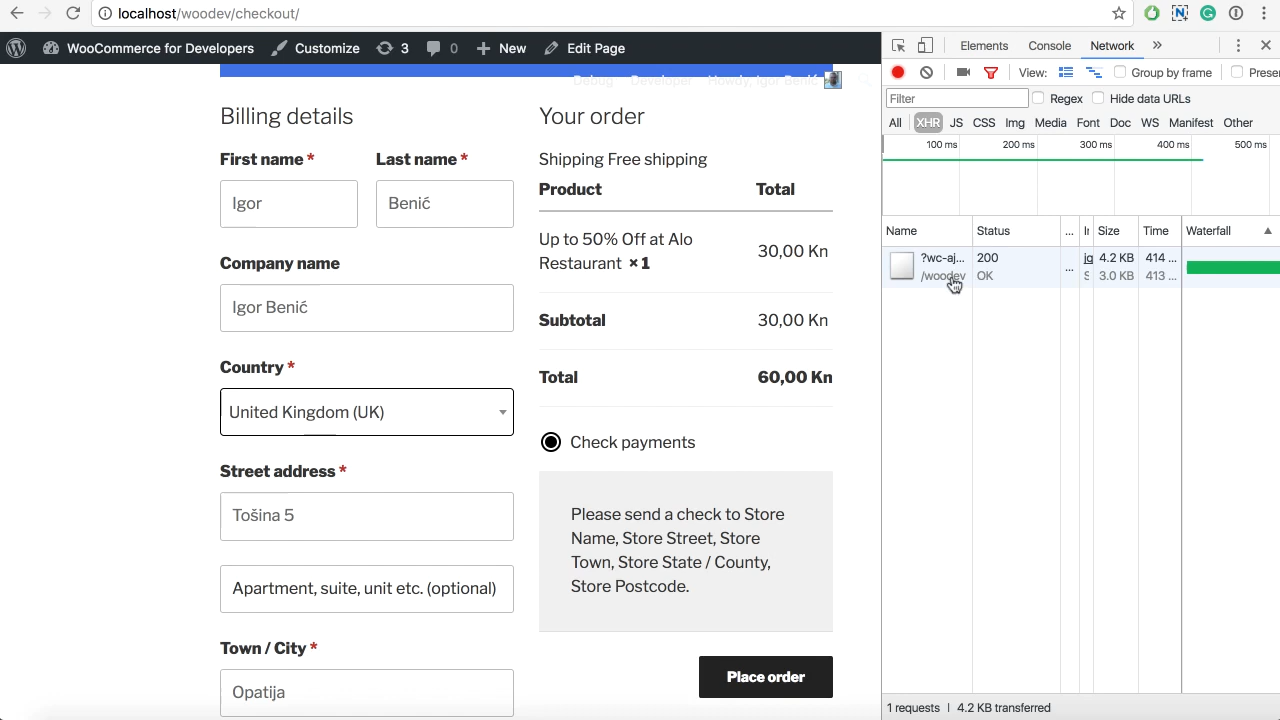 localhost/woodev/checkout/
WooCommerce for Developers Customize 3 0 New Edit Page
Debug Developer Howdy, Igor Benić
Billing details
First name * Last name *
Igor Benić
Company name
Igor Benić
Country *
United Kingdom (UK)
Street address *
Tošina 5
Apartment, suite, unit etc. (optional)
Town / City *
Opatija
Your order
Shipping Free shipping
Product Total
Up to 50% Off at Alo
Restaurant × 1 30,00 Kn
Subtotal 30,00 Kn
Total 60,00 Kn
Check payments
Please send a check to Store
Name, Store Street, Store
Town, Store State / County,
Store Postcode.
Place order
Elements Console Network »
View: Group by frame Preser
Filter Regex Hide data URLs
All XHR JS CSS Img Media Font Doc WS Manifest Other
100 ms 200 ms 300 ms 400 ms 500 ms
Name Status ... Size Time Waterfall
?wc-aj... 200 ... jq 4.2 KB 414 ...
/woodev OK S 3.0 KB 413 ...
1 requests | 4.2 KB transferred